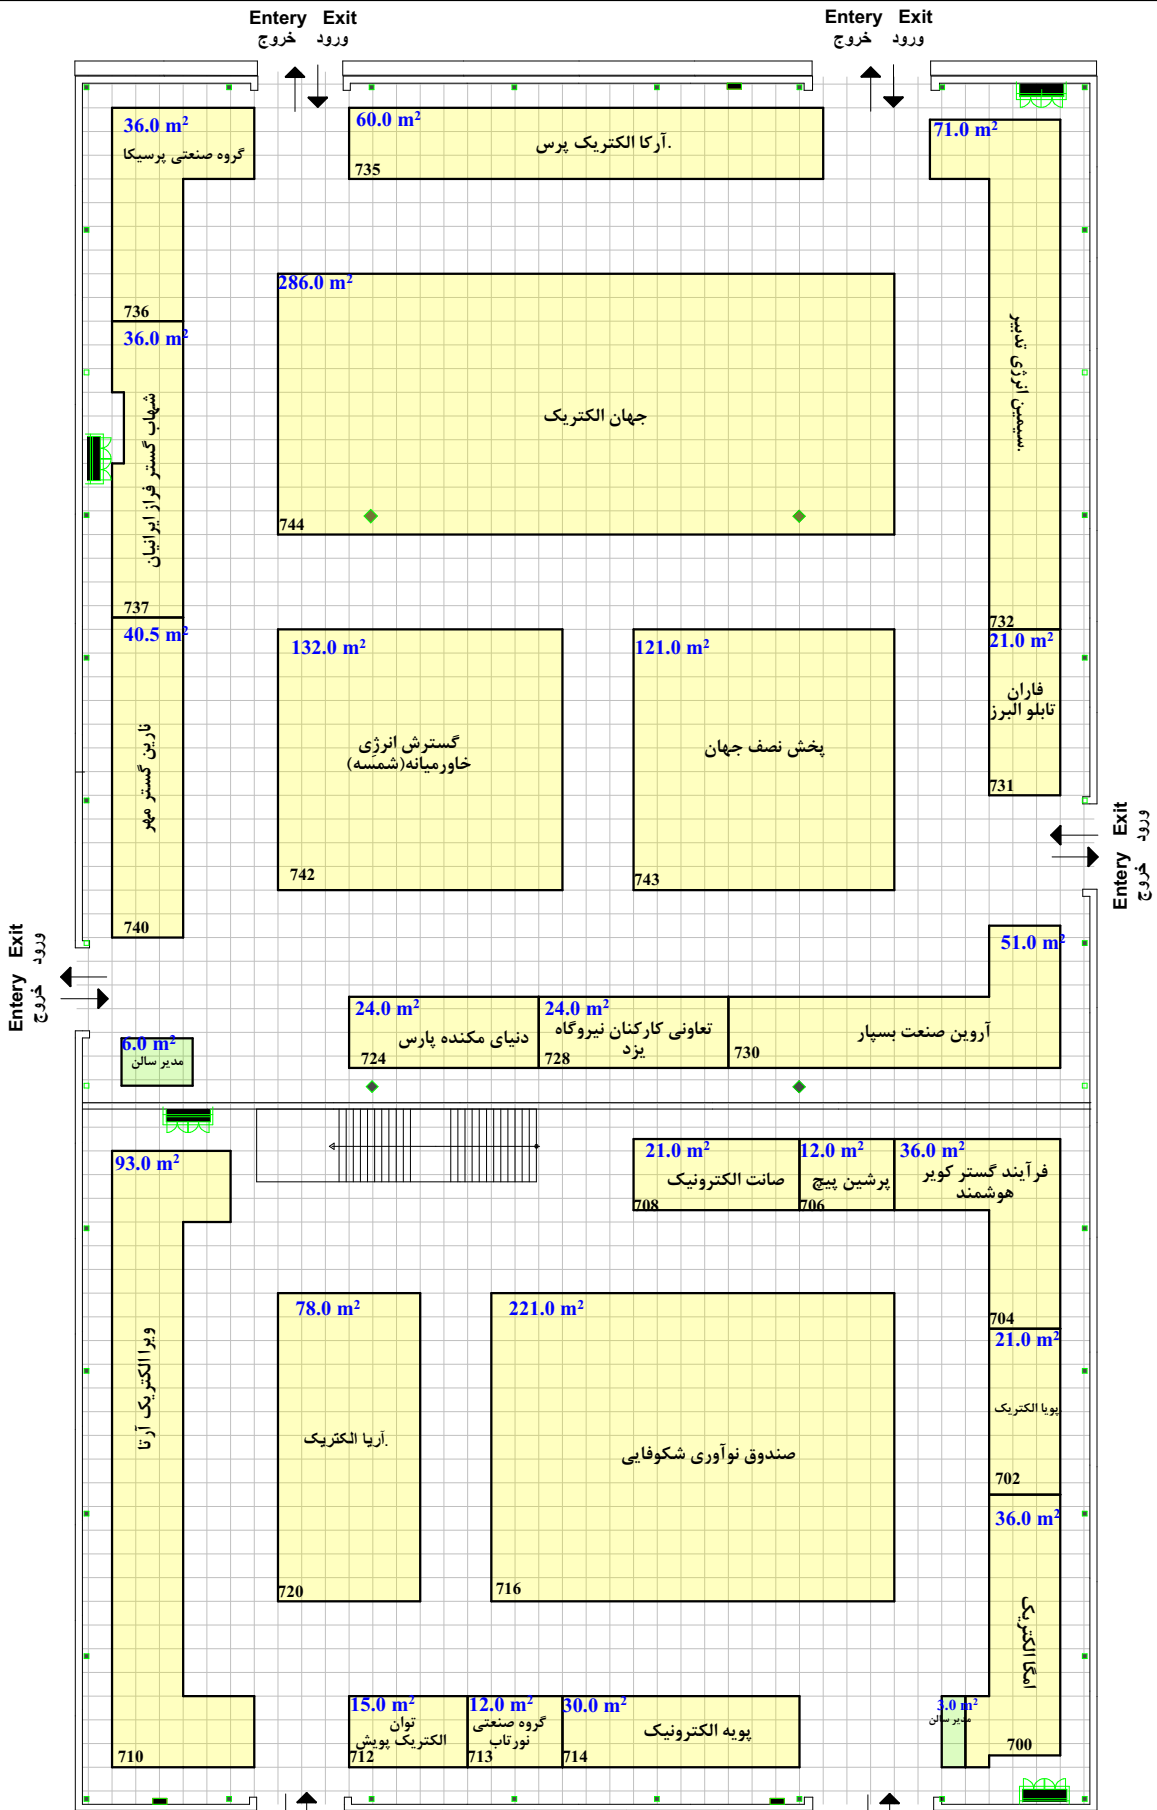 Entery Exit
خروج ورود
Entery Exit
خروج ورود
36.0 m²
گروه صنعتی پرسیکا
736
60.0 m²
آرکا الکتریک پرس.
735
71.0 m²
سیمین انرژی تدبیر.
732
286.0 m²
جهان الکتریک
744
36.0 m²
شهاب گستر فراز ایرانیان
737
40.5 m²
نارین گستر مهر
740
132.0 m²
گسترش انرژی
خاورمیانه(شمسه)
742
121.0 m²
پخش نصف جهان
743
21.0 m²
فاران
تابلو البرز
731
Entery Exit
خروج ورود
Entery Exit
خروج ورود
51.0 m²
آروین صنعت بسپار
730
24.0 m²
دنیای مکنده پارس
724
24.0 m²
تعاونی کارکنان نیروگاه
یزد
728
6.0 m²
مدیر سالن
93.0 m²
ویرا الکتریک آرتا
710
21.0 m²
صانت الکترونیک
708
12.0 m²
پرشین پیچ
706
36.0 m²
فرآیند گستر کویر
هوشمند
704
78.0 m²
آریا الکتریک.
720
221.0 m²
صندوق نوآوری شکوفایی
716
21.0 m²
پویا الکتریک
702
36.0 m²
امگا الکتریک
700
15.0 m²
توان
الکتریک پویش
712
12.0 m²
گروه صنعتی
نورتاب
713
30.0 m²
پویه الکترونیک
714
3.0 m²
مدیر سالن